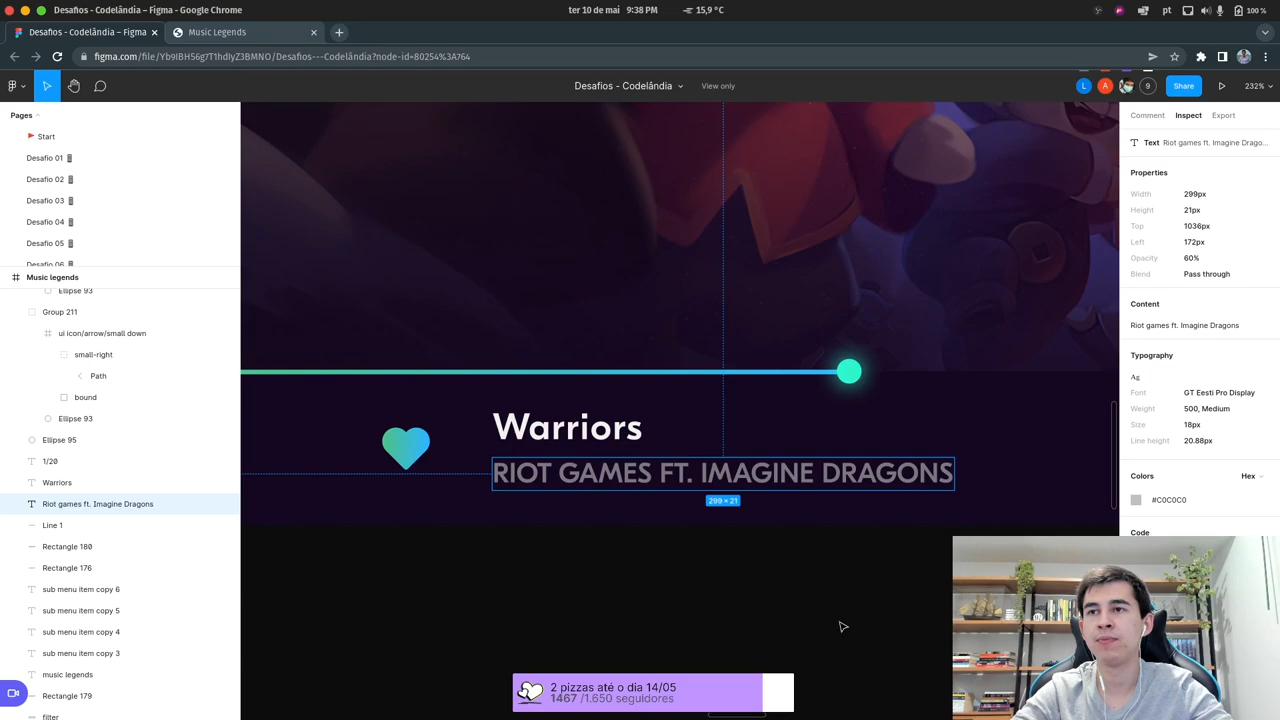 Desafios - Codelândia – Figma - Google Chrome
ter 10 de mai 9:38 PM 15,9 °C
pt
100 %
Desafios - Codelândia – Figma
Music Legends
figma.com/file/Yb9IBH56g7T1hdIyZ3BMNO/Desafios---Codelândia?node-id=80254%3A764
Desafios - Codelândia
View only
L A 9
Share
232%
Pages
Start
Desafio 01
Desafio 02
Desafio 03
Desafio 04
Desafio 05
Desafio 06
Music legends
Ellipse 93
Group 211
ui icon/arrow/small down
small-right
Path
bound
Ellipse 93
Ellipse 95
1/20
Warriors
Riot games ft. Imagine Dragons
Line 1
Rectangle 180
Rectangle 176
sub menu item copy 6
sub menu item copy 5
sub menu item copy 4
sub menu item copy 3
music legends
Rectangle 179
filter
Warriors
RIOT GAMES FT. IMAGINE DRAGONS
299 × 21
2 pizzas até o dia 14/05
1467 /1.650 seguidores
Comment Inspect Export
Text Riot games ft. Imagine Drago...
Properties
Width 299px
Height 21px
Top 1036px
Left 172px
Opacity 60%
Blend Pass through
Content
Riot games ft. Imagine Dragons
Typography
Ag
Font GT Eesti Pro Display
Weight 500, Medium
Size 18px
Line height 20.88px
Colors Hex
#C0C0C0
Code